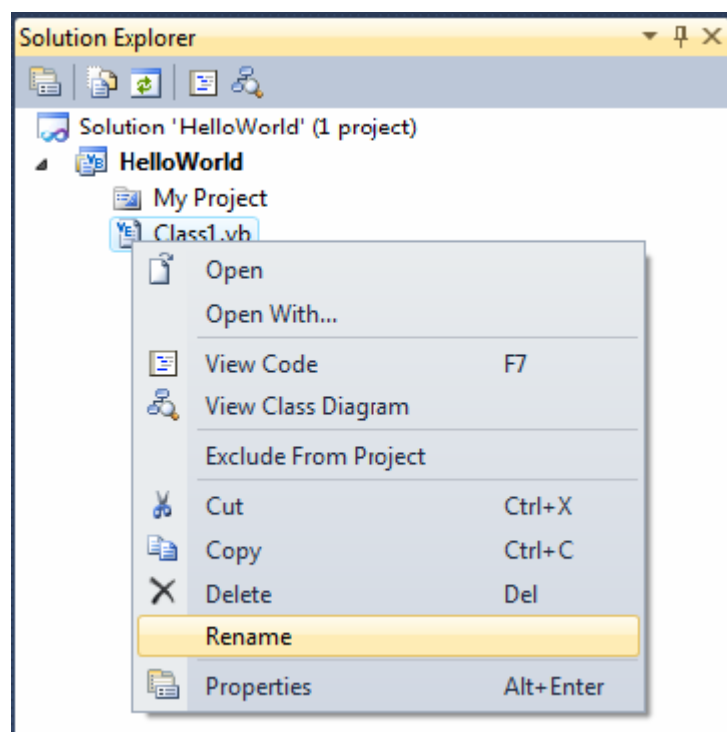 Solution Explorer
Solution 'HelloWorld' (1 project)
HelloWorld
My Project
Class1.vb
Open
Open With...
View Code F7
View Class Diagram
Exclude From Project
Cut Ctrl+X
Copy Ctrl+C
Delete Del
Rename
Properties Alt+Enter